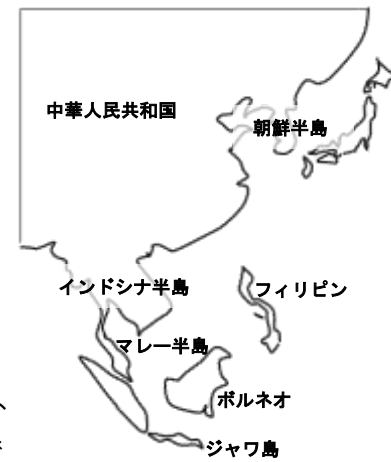 中華人民共和国
朝鮮半島
インドシナ半島
フィリピン
マレー半島
ボルネオ
ジャワ島